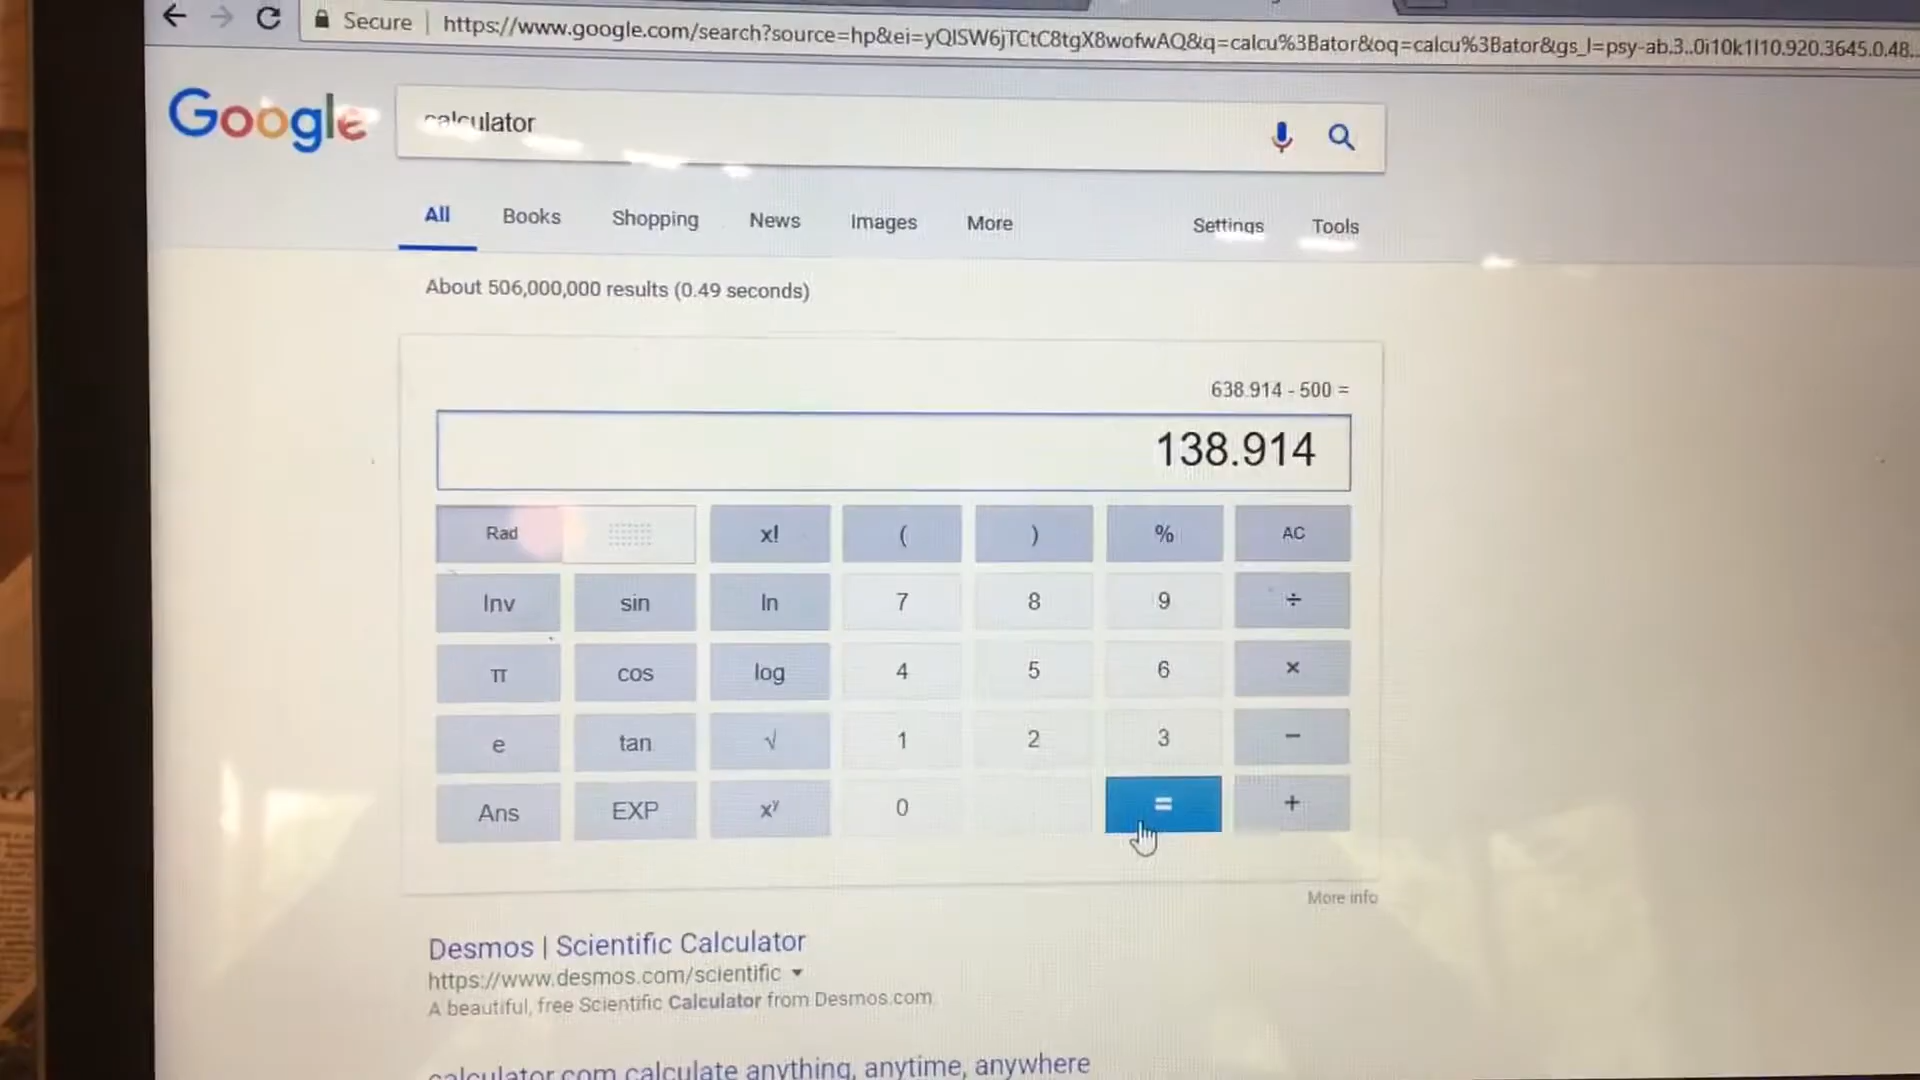 Secure | https://www.google.com/search?source=hp&ei=yQISW6jTCtC8tgX8wofwAQ&q=calcu%3Bator&oq=calcu%3Bator&gs_l=psy-ab.3..0i10k1l10.920.3645.0.48..
Google calculator
All Books Shopping News Images More Settings Tools
About 506,000,000 results (0.49 seconds)
638.914 - 500 =
138.914
Rad x! ( ) % AC
Inv sin ln 7 8 9 ÷
π cos log 4 5 6 ×
e tan √ 1 2 3 −
Ans EXP xʸ 0 = +
More info
Desmos | Scientific Calculator
https://www.desmos.com/scientific
A beautiful, free Scientific Calculator from Desmos.com
calculator.com calculate anything, anytime, anywhere